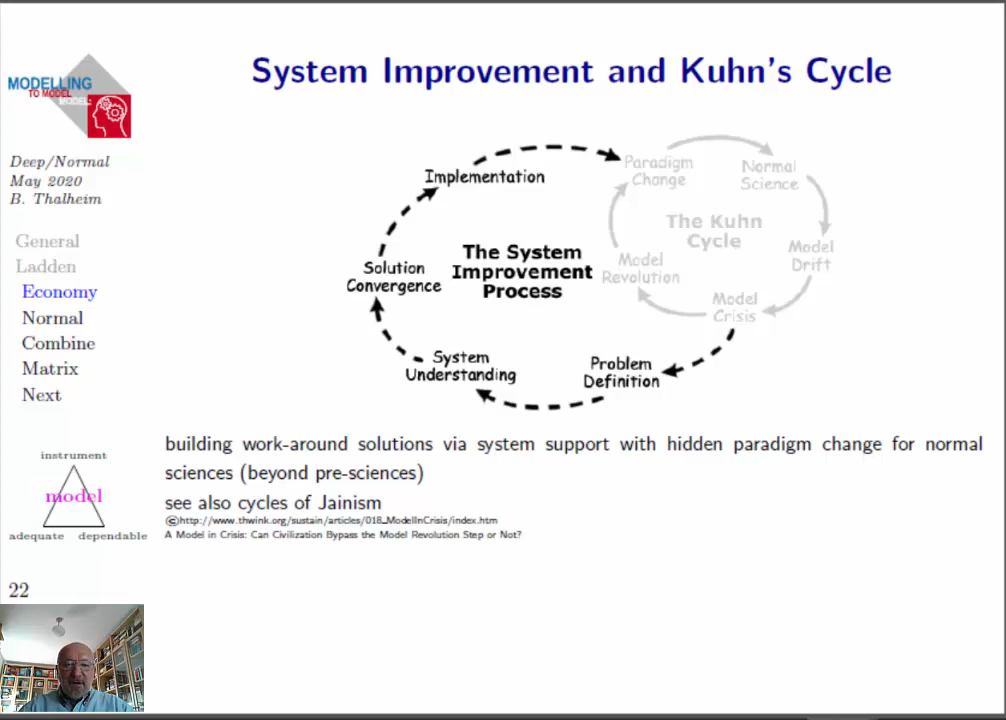 System Improvement and Kuhn's Cycle
MODELLING
TO MODEL
MODEL:
Deep/Normal
May 2020
B. Thalheim
General
Ladden
Economy
Normal
Combine
Matrix
Next
instrument
model
adequate dependable
22
Implementation
Paradigm
Change
Normal
Science
The Kuhn
Cycle
Model
Drift
Model
Revolution
Model
Crisis
The System
Improvement
Process
Solution
Convergence
System
Understanding
Problem
Definition
building work-around solutions via system support with hidden paradigm change for normal
sciences (beyond pre-sciences)
see also cycles of Jainism
©http://www.thwink.org/sustain/articles/018_ModelInCrisis/index.htm
A Model in Crisis: Can Civilization Bypass the Model Revolution Step or Not?